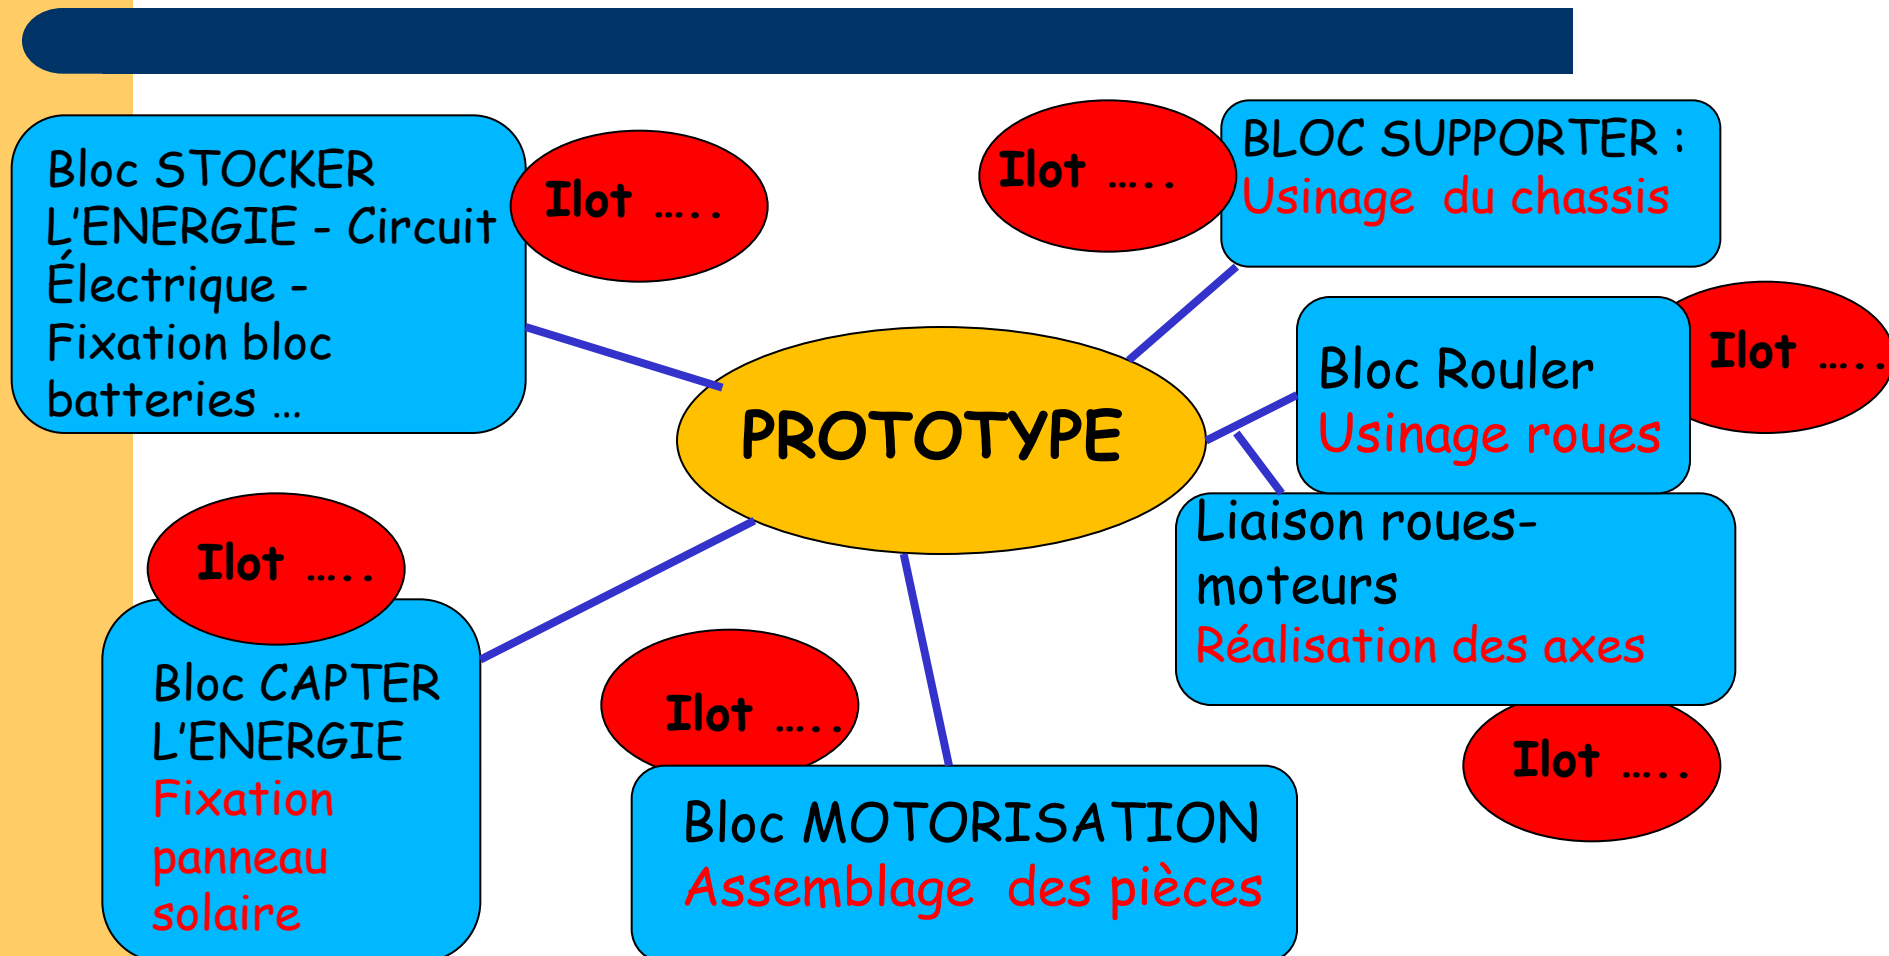 Bloc STOCKER
L'ENERGIE - Circuit
Électrique -
Fixation bloc
batteries ...
Ilot .....
Ilot .....
BLOC SUPPORTER :
Usinage du chassis
Bloc Rouler
Usinage roues
Ilot .....
PROTOTYPE
Liaison roues-
moteurs
Réalisation des axes
Ilot .....
Ilot .....
Bloc CAPTER
L'ENERGIE
Fixation
panneau
solaire
Ilot .....
Bloc MOTORISATION
Assemblage des pièces